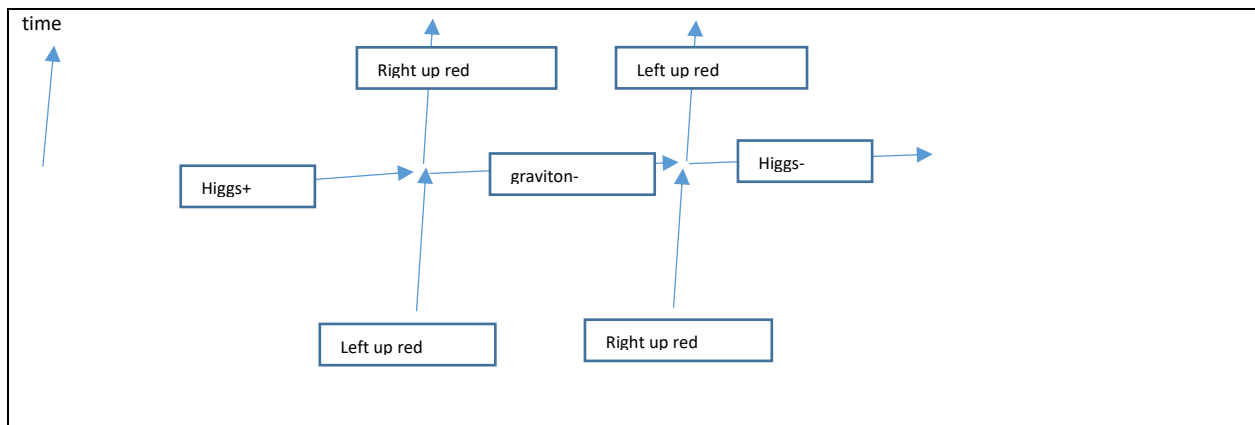 time
Right up red
Left up red
Higgs+
graviton-
Higgs-
Left up red
Right up red